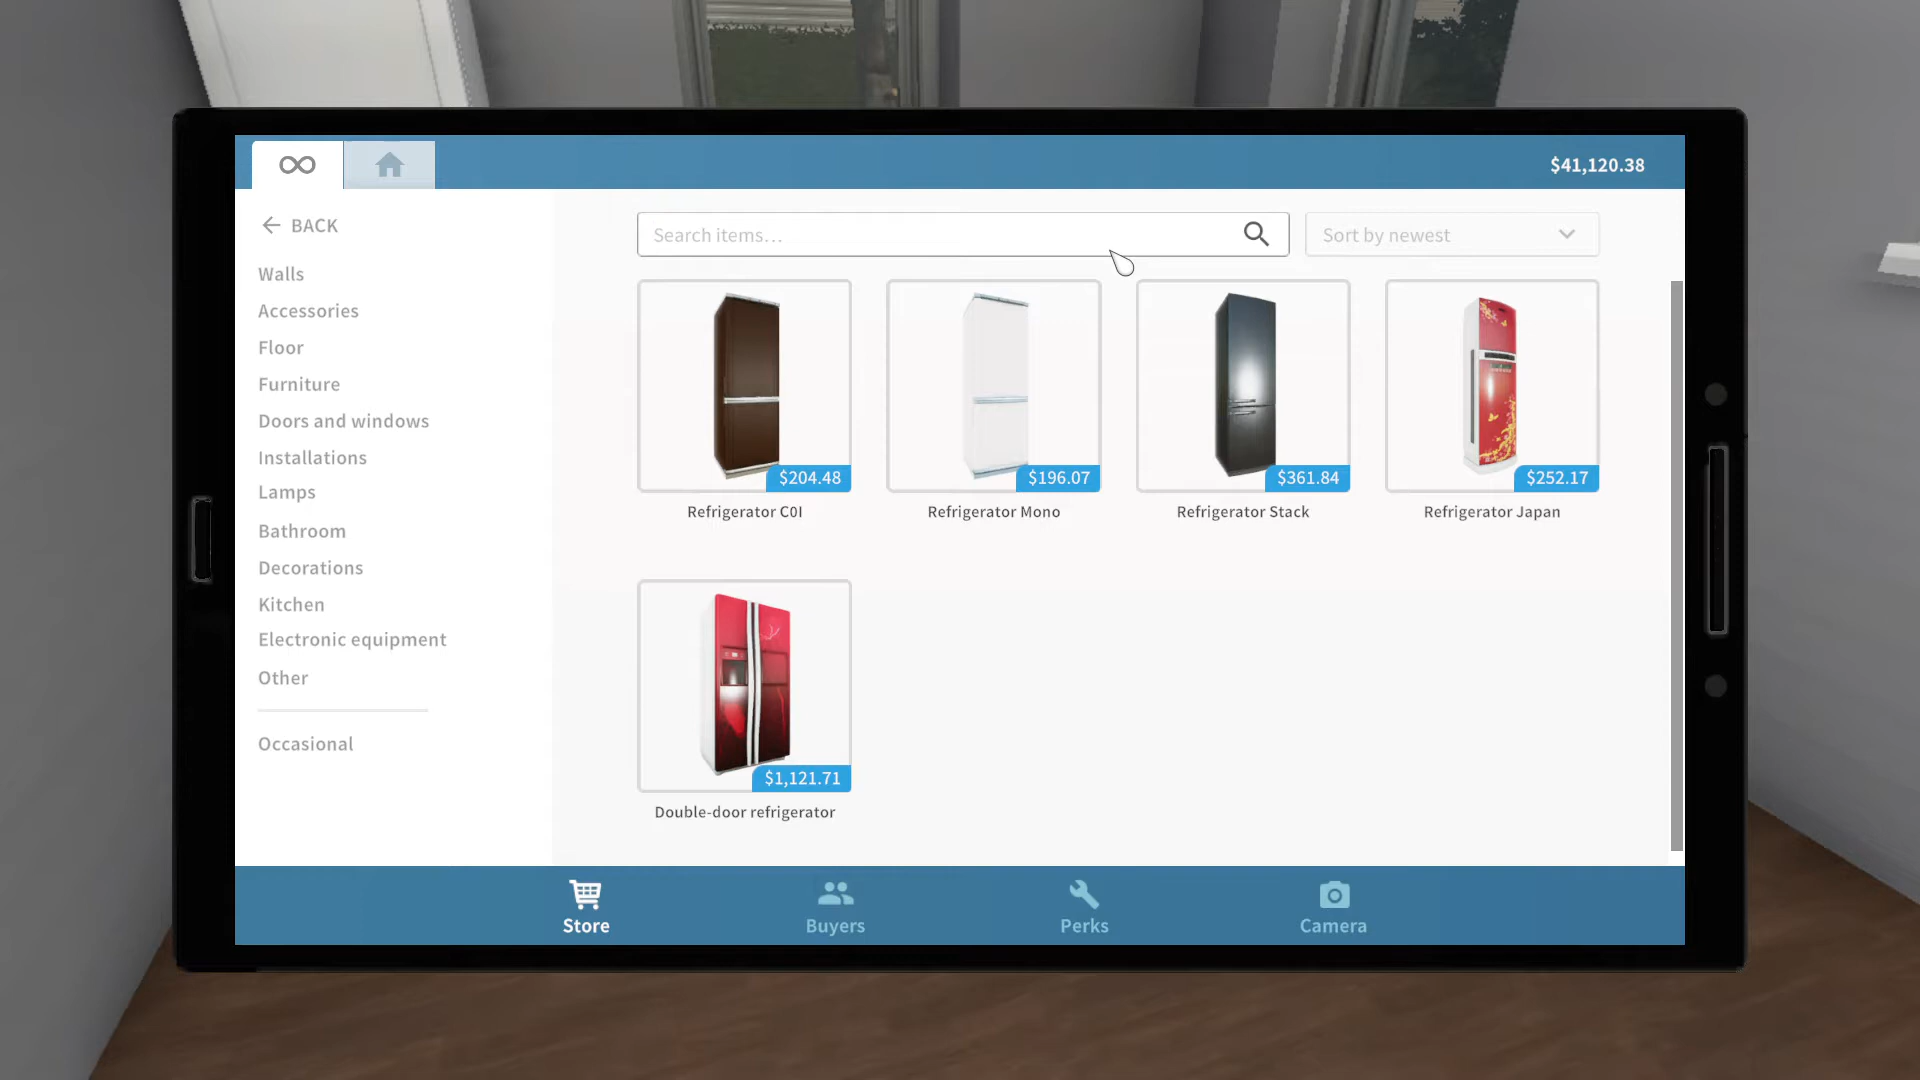 $41,120.38
BACK
Walls
Accessories
Floor
Furniture
Doors and windows
Installations
Lamps
Bathroom
Decorations
Kitchen
Electronic equipment
Other
Occasional
Search items...
Sort by newest
$204.48
Refrigerator C0I
$196.07
Refrigerator Mono
$361.84
Refrigerator Stack
$252.17
Refrigerator Japan
$1,121.71
Double-door refrigerator
Store
Buyers
Perks
Camera